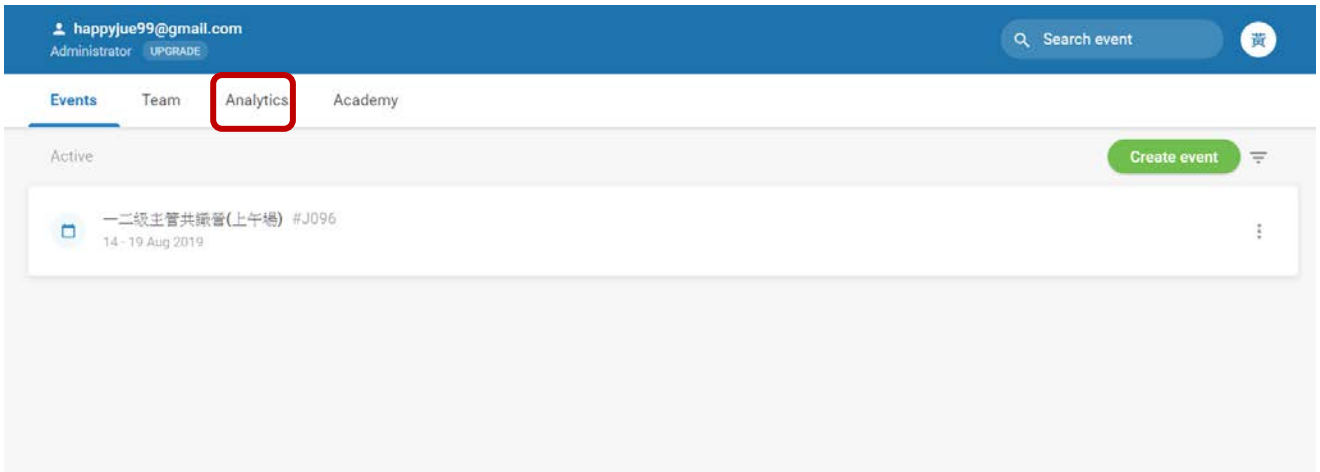 happyjue99@gmail.com
Administrator UPGRADE
Search event
黃
Events Team Analytics Academy
Active
Create event
一二級主管共識營(上午場) #J096
14 - 19 Aug 2019